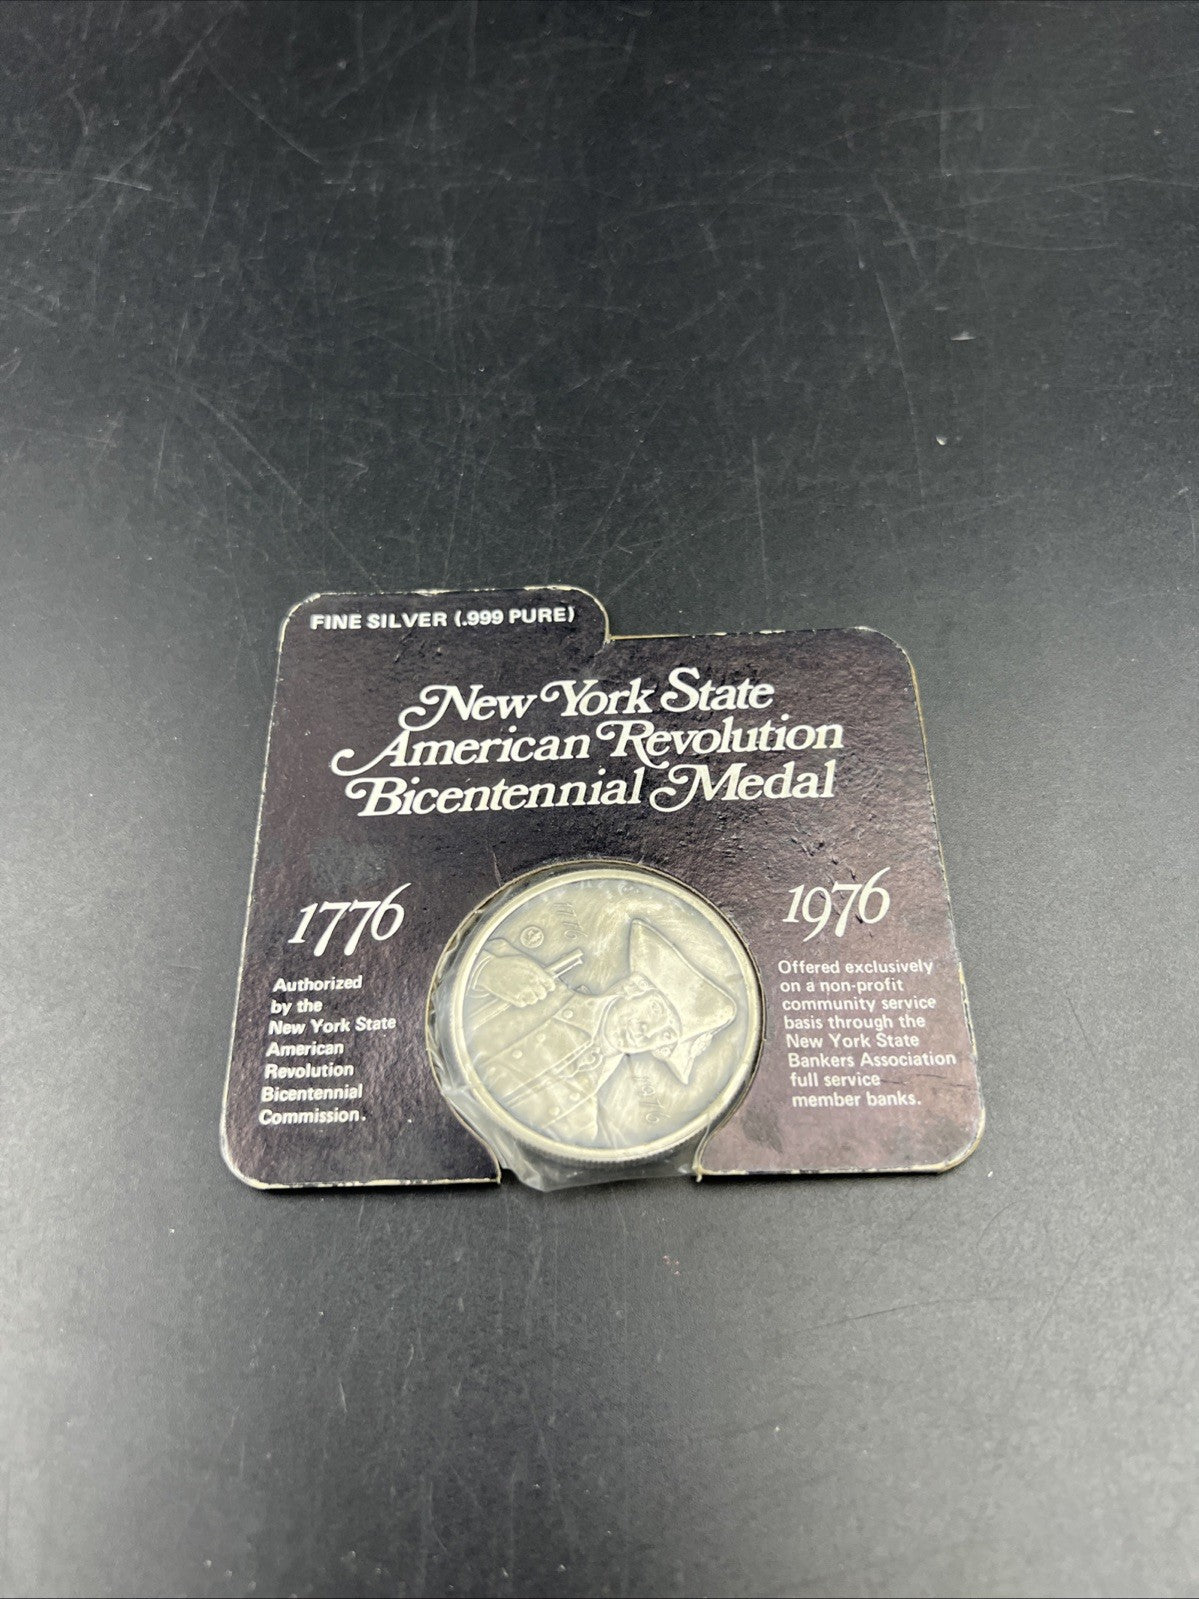 FINE SILVER (.999 PURE)
New York State
American Revolution
Bicentennial Medal
1776
Authorized
by the
New York State
American
Revolution
Bicentennial
Commission.
1976
Offered exclusively
on a non-profit
community service
basis through the
New York State
Bankers Association
full service
member banks.
1776
1976